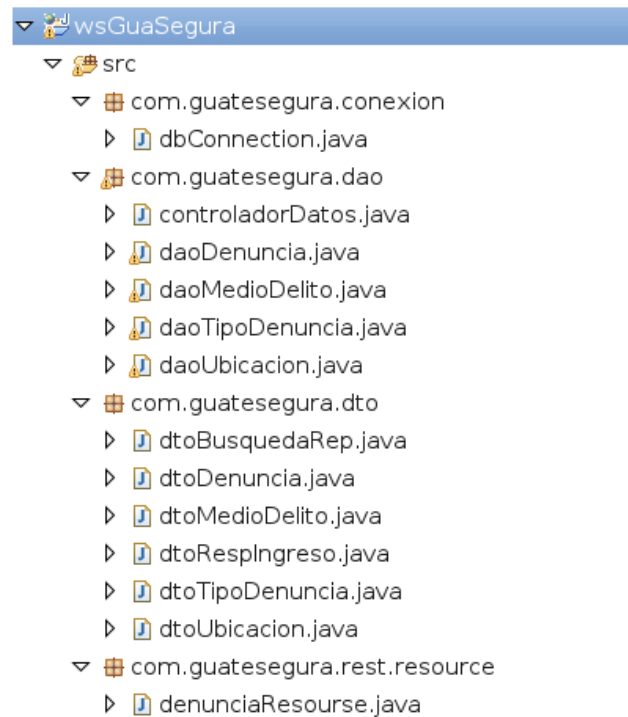 wsGuaSegura
src
com.guatesegura.conexion
dbConnection.java
com.guatesegura.dao
controladorDatos.java
daoDenuncia.java
daoMedioDelito.java
daoTipoDenuncia.java
daoUbicacion.java
com.guatesegura.dto
dtoBusquedaRep.java
dtoDenuncia.java
dtoMedioDelito.java
dtoRespIngreso.java
dtoTipoDenuncia.java
dtoUbicacion.java
com.guatesegura.rest.resource
denunciaResourse.java